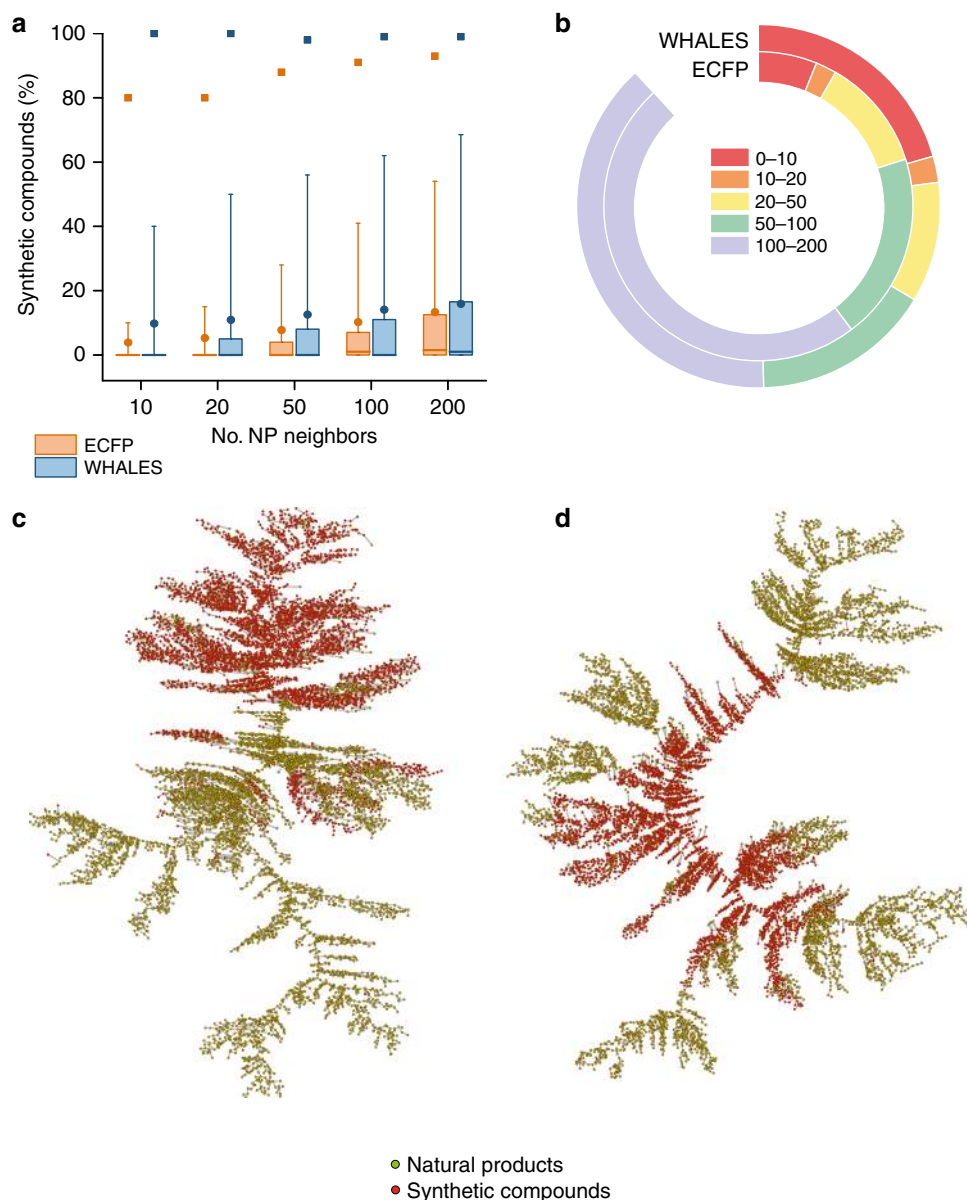 a
100
80
60
40
20
0
Synthetic compounds (%)
10 20 50 100 200
No. NP neighbors
ECFP
WHALES
b
WHALES
ECFP
0–10
10–20
20–50
50–100
100–200
c
d
Natural products
Synthetic compounds